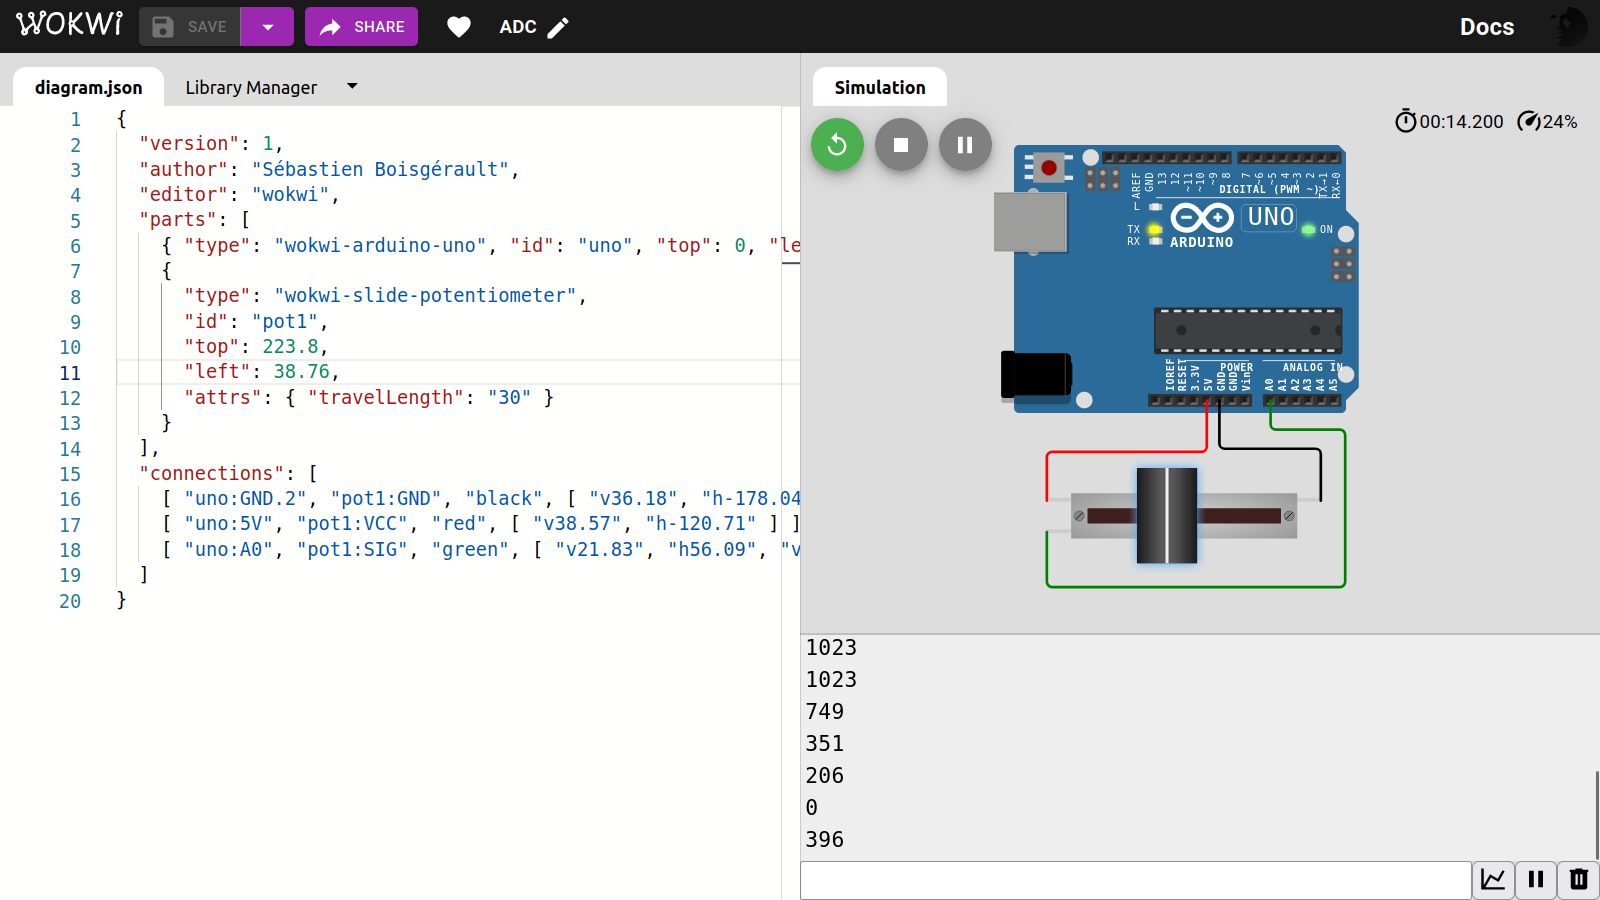 WOKWI
SAVE
SHARE
ADC
Docs
diagram.json
Library Manager
Simulation
1 {
2 "version": 1,
3 "author": "Sébastien Boisgérault",
4 "editor": "wokwi",
5 "parts": [
6 { "type": "wokwi-arduino-uno", "id": "uno", "top": 0, "le
7 {
8 "type": "wokwi-slide-potentiometer",
9 "id": "pot1",
10 "top": 223.8,
11 "left": 38.76,
12 "attrs": { "travelLength": "30" }
13 }
14 ],
15 "connections": [
16 [ "uno:GND.2", "pot1:GND", "black", [ "v36.18", "h-178.04
17 [ "uno:5V", "pot1:VCC", "red", [ "v38.57", "h-120.71" ] ]
18 [ "uno:A0", "pot1:SIG", "green", [ "v21.83", "h56.09", "v
19 ]
20 }
00:14.200
24%
AREF
GND
13
12
~11
~10
~9
8
7
~6
~5
4
~3
2
TX→1
RX←0
DIGITAL (PWM ~)
L
TX
RX
UNO
ON
ARDUINO
POWER
ANALOG IN
IOREF
RESET
3.3V
5V
GND
GND
Vin
A0
A1
A2
A3
A4
A5
1023
1023
749
351
206
0
396